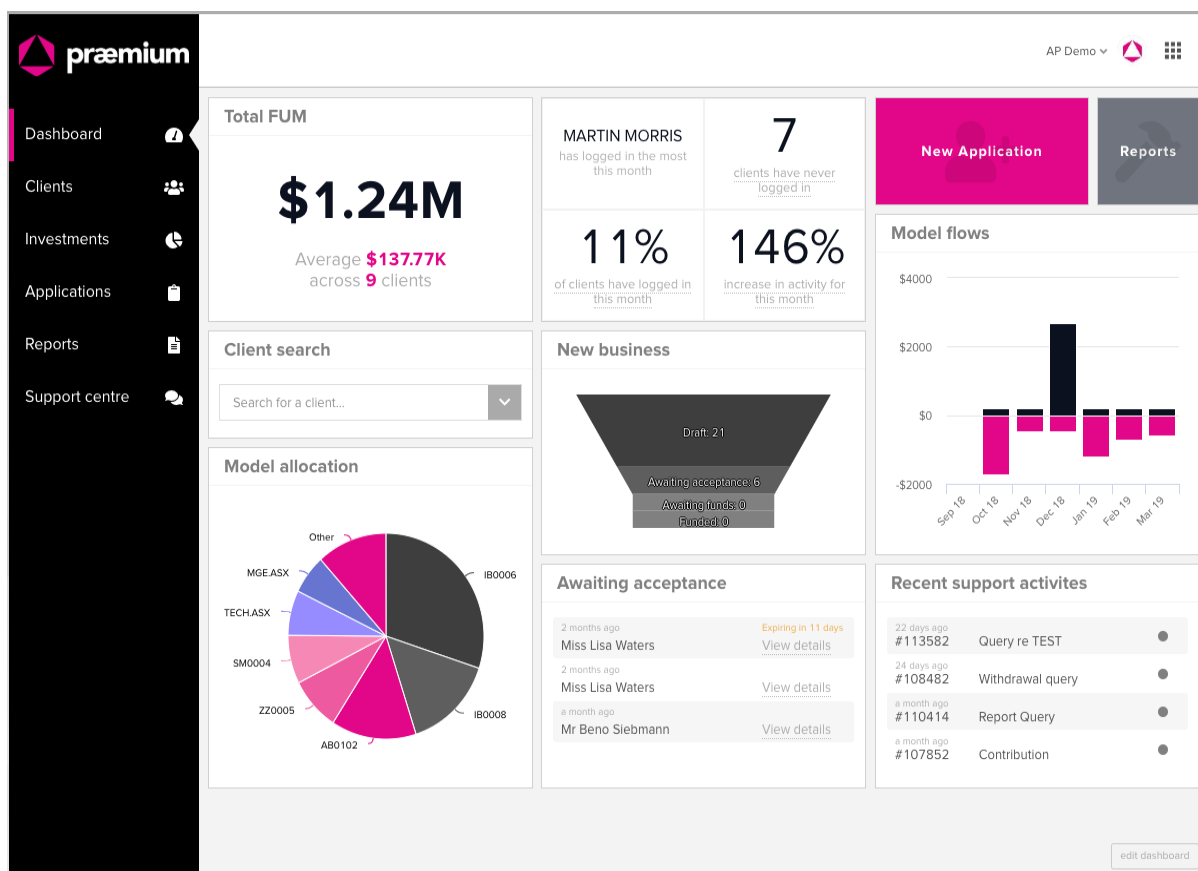 præmium
AP Demo
Dashboard
Clients
Investments
Applications
Reports
Support centre
Total FUM
$1.24M
Average $137.77K
across 9 clients
MARTIN MORRIS
has logged in the most
this month
7
clients have never
logged in
11%
of clients have logged in
this month
146%
increase in activity for
this month
New Application
Reports
Client search
Search for a client...
New business
Draft: 21
Awaiting acceptance: 6
Awaiting funds: 0
Funded: 0
Model flows
$4000
$2000
$0
-$2000
Sep 18
Oct 18
Nov 18
Dec 18
Jan 19
Feb 19
Mar 19
Model allocation
Other
MGE.ASX
TECH.ASX
SM0004
ZZ0005
AB0102
IB0008
IB0006
Awaiting acceptance
2 months ago
Expiring in 11 days
Miss Lisa Waters
View details
2 months ago
Miss Lisa Waters
View details
a month ago
Mr Beno Siebmann
View details
Recent support activites
22 days ago
#113582 Query re TEST
24 days ago
#108482 Withdrawal query
a month ago
#110414 Report Query
a month ago
#107852 Contribution
edit dashboard